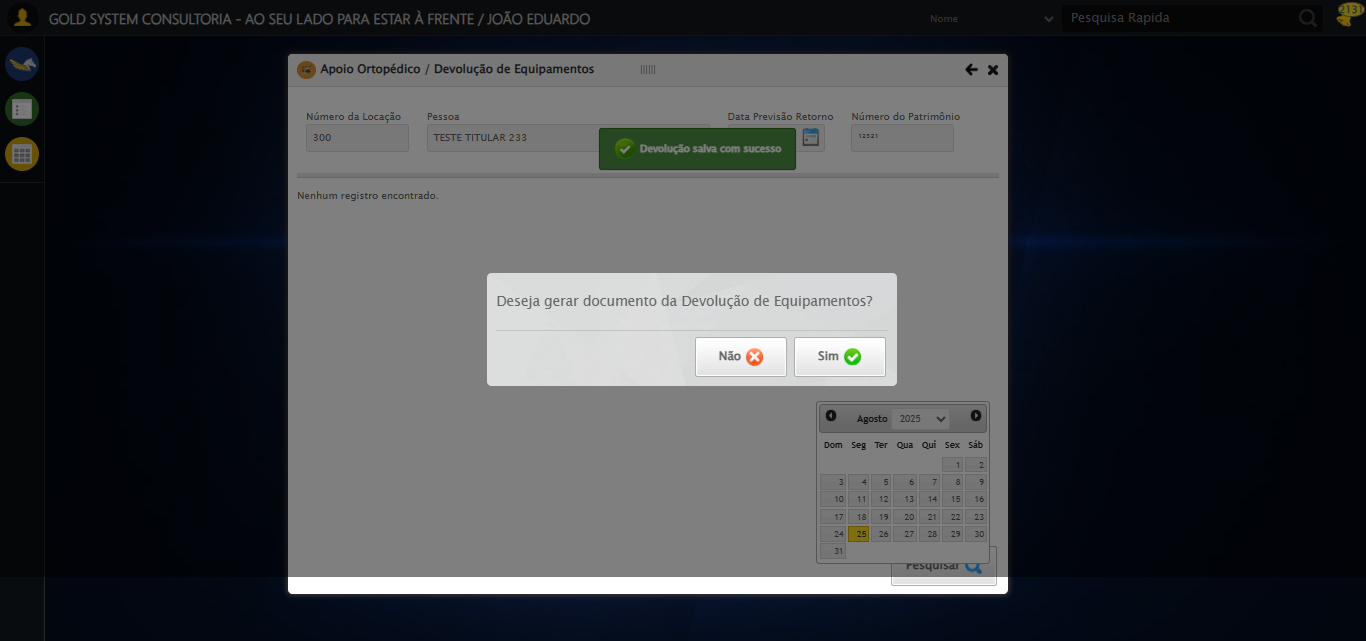 GOLD SYSTEM CONSULTORIA - AO SEU LADO PARA ESTAR À FRENTE / JOÃO EDUARDO
Nome
Pesquisa Rapida
2131
Apoio Ortopédico / Devolução de Equipamentos
Número da Locação Pessoa Data Previsão Retorno Número do Patrimônio
300 TESTE TITULAR 233 12521
Devolução salva com sucesso
Nenhum registro encontrado.
Deseja gerar documento da Devolução de Equipamentos?
Não Sim
Agosto 2025
Dom Seg Ter Qua Qui Sex Sáb
1 2
3 4 5 6 7 8 9
10 11 12 13 14 15 16
17 18 19 20 21 22 23
24 25 26 27 28 29 30
31
Pesquisar